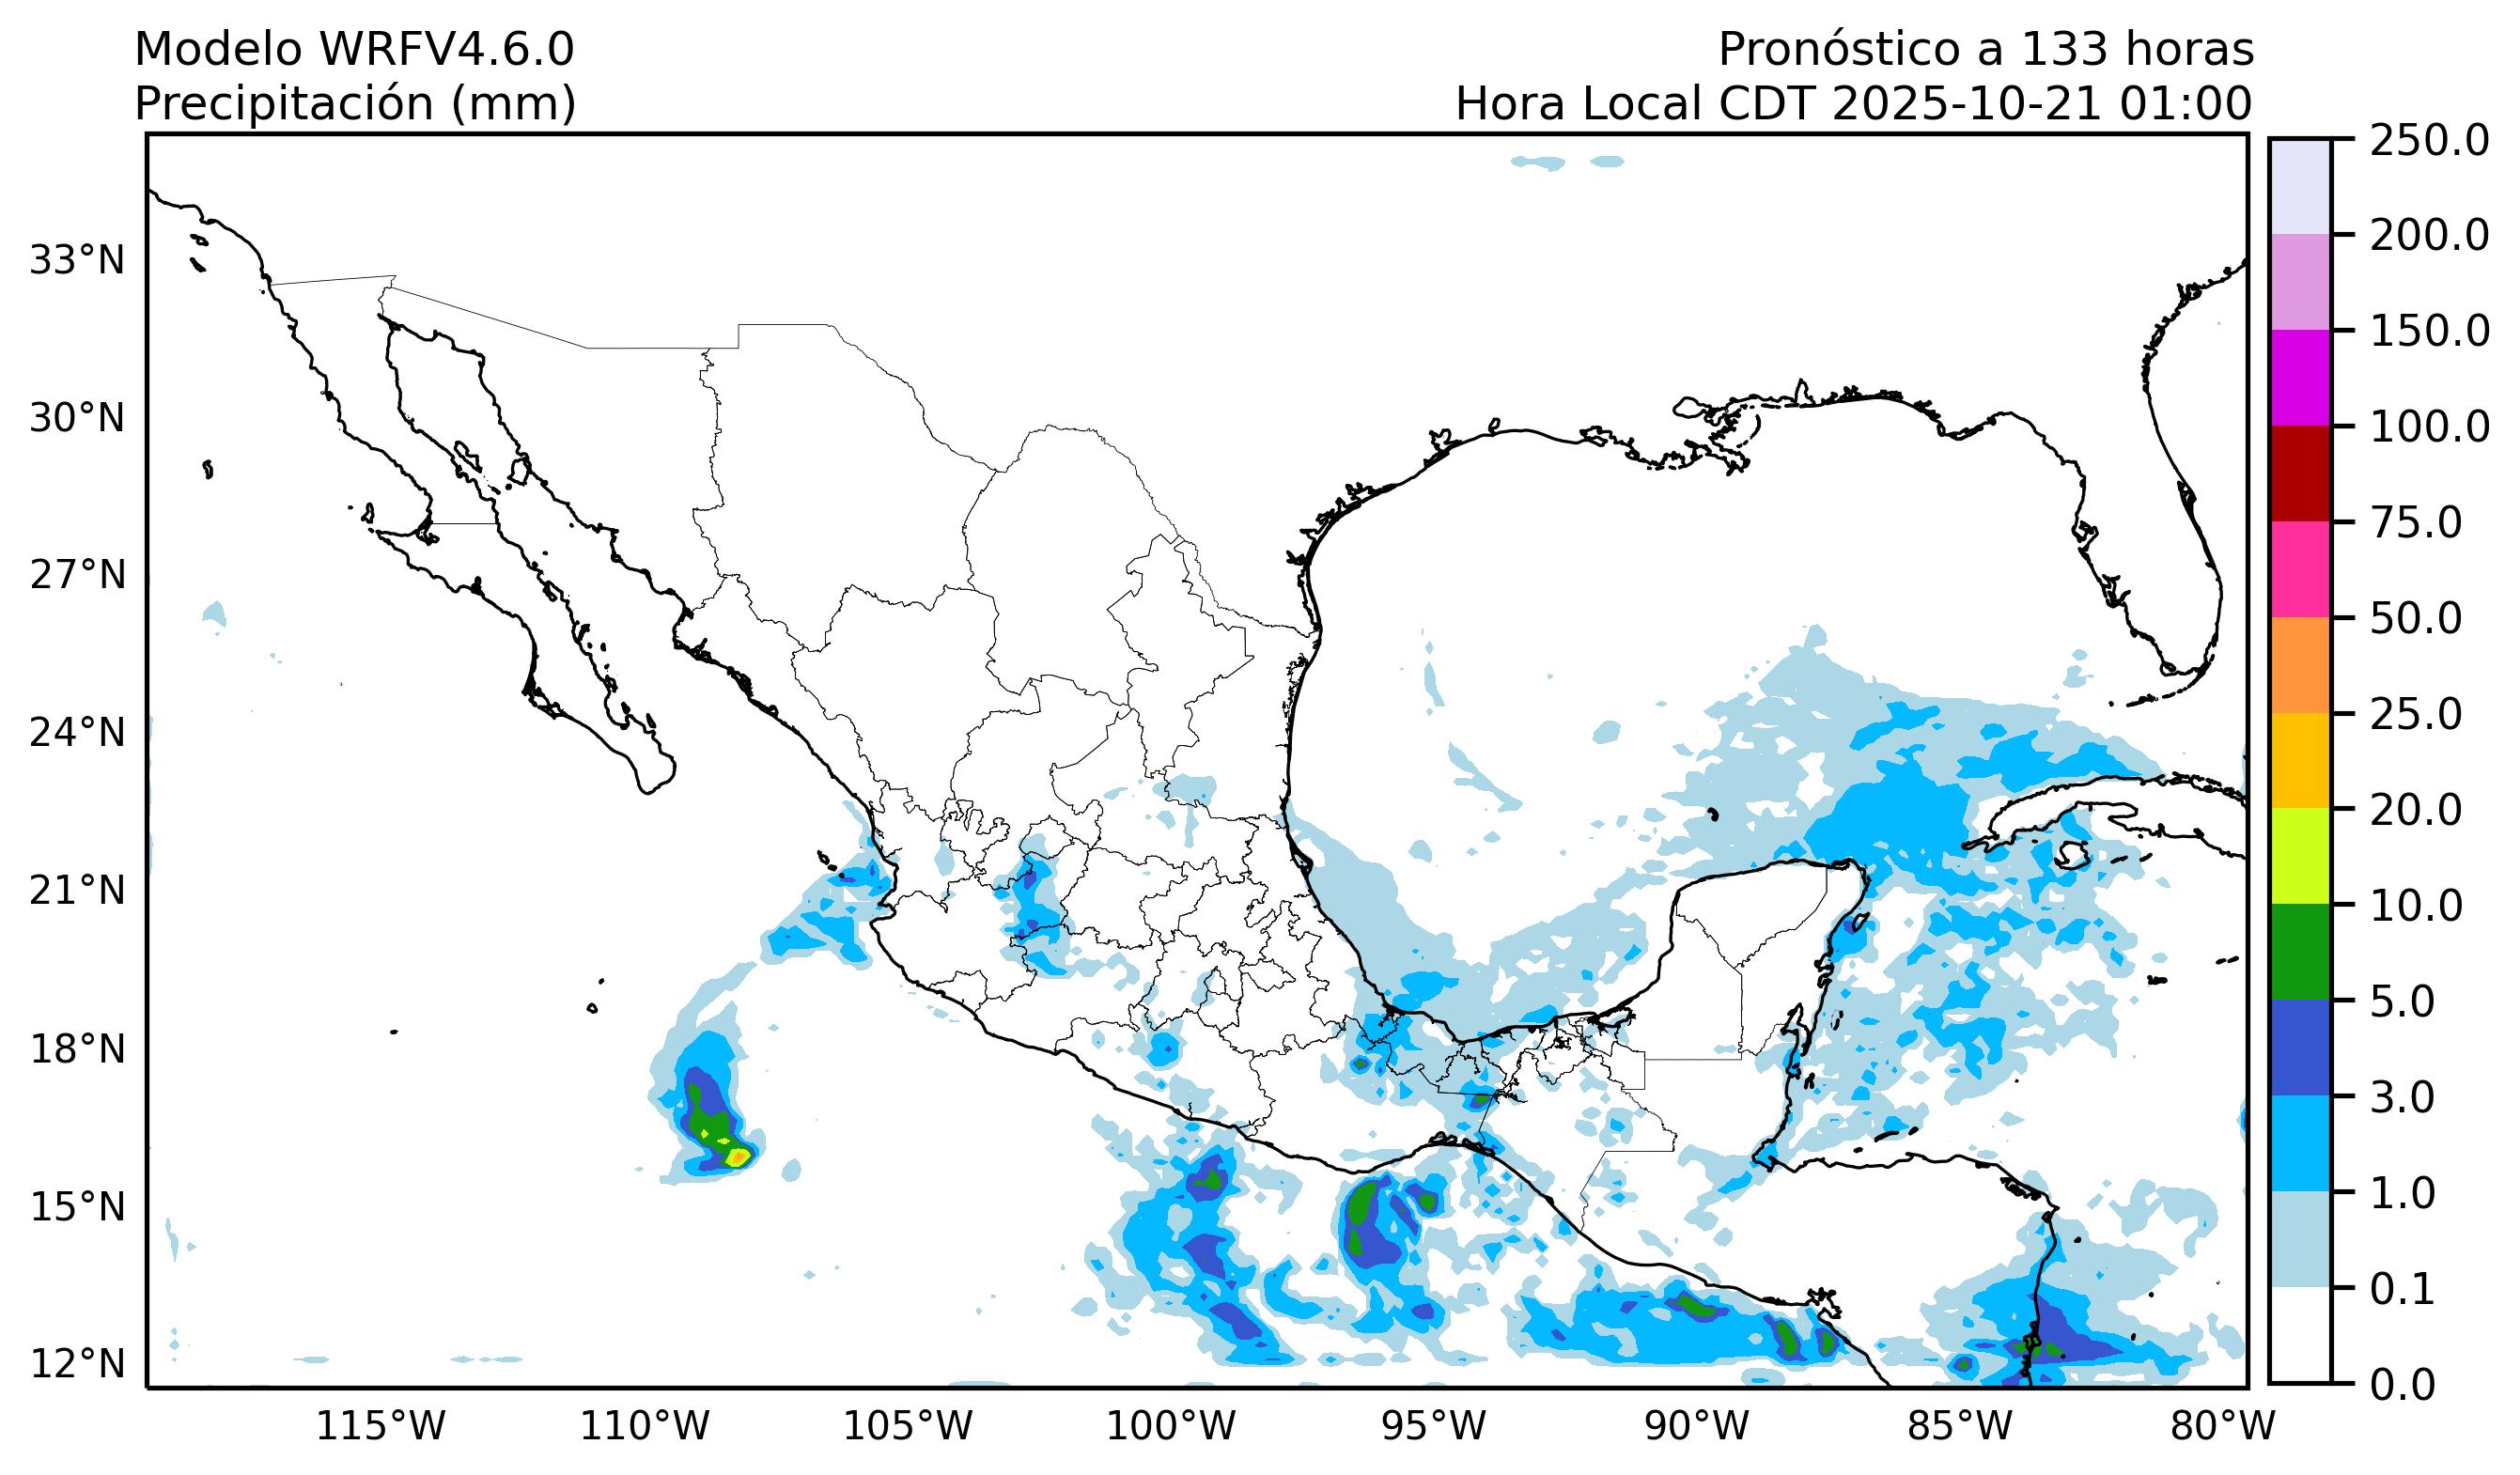 Modelo WRFV4.6.0
Precipitación (mm)
Pronóstico a 133 horas
Hora Local CDT 2025-10-21 01:00
33°N
30°N
27°N
24°N
21°N
18°N
15°N
12°N
115°W
110°W
105°W
100°W
95°W
90°W
85°W
80°W
250.0
200.0
150.0
100.0
75.0
50.0
25.0
20.0
10.0
5.0
3.0
1.0
0.1
0.0